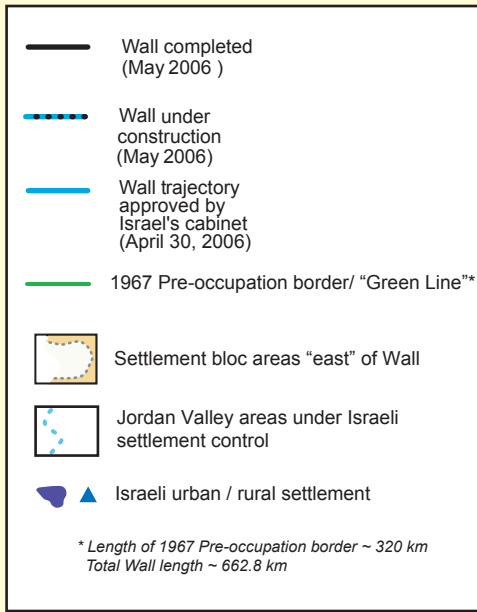 Wall completed
(May 2006 )
Wall under
construction
(May 2006)
Wall trajectory
approved by
Israel's cabinet
(April 30, 2006)
1967 Pre-occupation border/ “Green Line”*
Settlement bloc areas “east” of Wall
Jordan Valley areas under Israeli
settlement control
Israeli urban / rural settlement
* Length of 1967 Pre-occupation border ~ 320 km
Total Wall length ~ 662.8 km